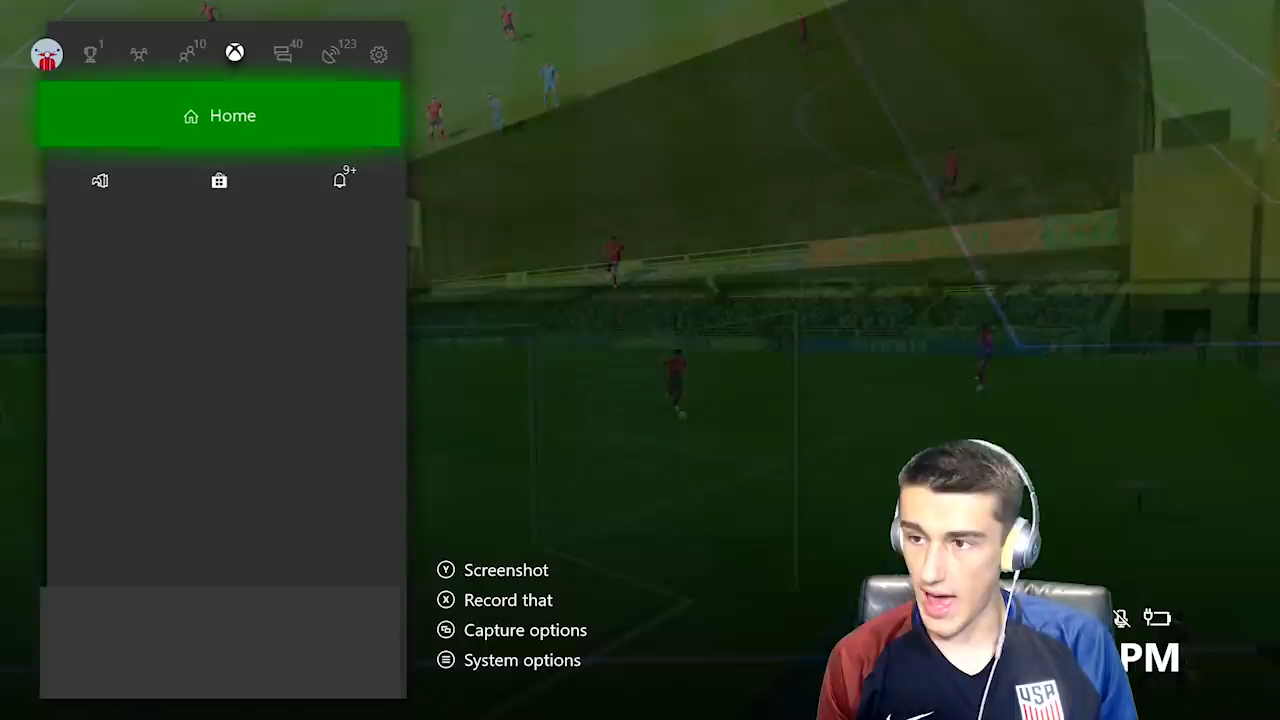 1
10
40
123
Home
9+
Screenshot
Record that
Capture options
System options
PM
USA